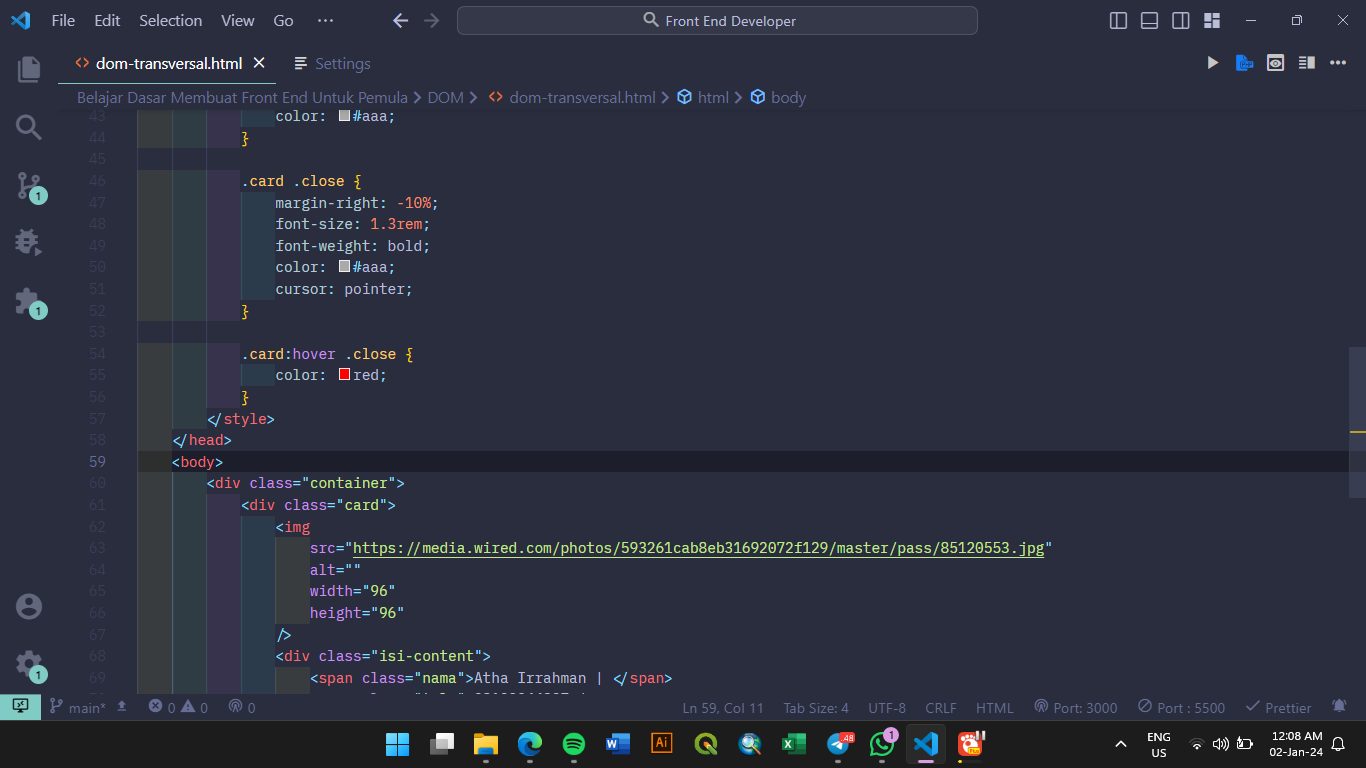 File Edit Selection View Go ··· Front End Developer
dom-transversal.html Settings
Belajar Dasar Membuat Front End Untuk Pemula > DOM > dom-transversal.html > html > body
43 color: #aaa;
44 }
45
46 .card .close {
47 margin-right: -10%;
48 font-size: 1.3rem;
49 font-weight: bold;
50 color: #aaa;
51 cursor: pointer;
52 }
53
54 .card:hover .close {
55 color: red;
56 }
57 </style>
58 </head>
59 <body>
60 <div class="container">
61 <div class="card">
62 <img
63 src="https://media.wired.com/photos/593261cab8eb31692072f129/master/pass/85120553.jpg"
64 alt=""
65 width="96"
66 height="96"
67 />
68 <div class="isi-content">
69 <span class="nama">Atha Irrahman | </span>
1
1
1
main* 0 0 0 Ln 59, Col 11 Tab Size: 4 UTF-8 CRLF HTML Port: 3000 Port : 5500 Prettier
W Ai X 48 1
ENG
US
12:08 AM
02-Jan-24